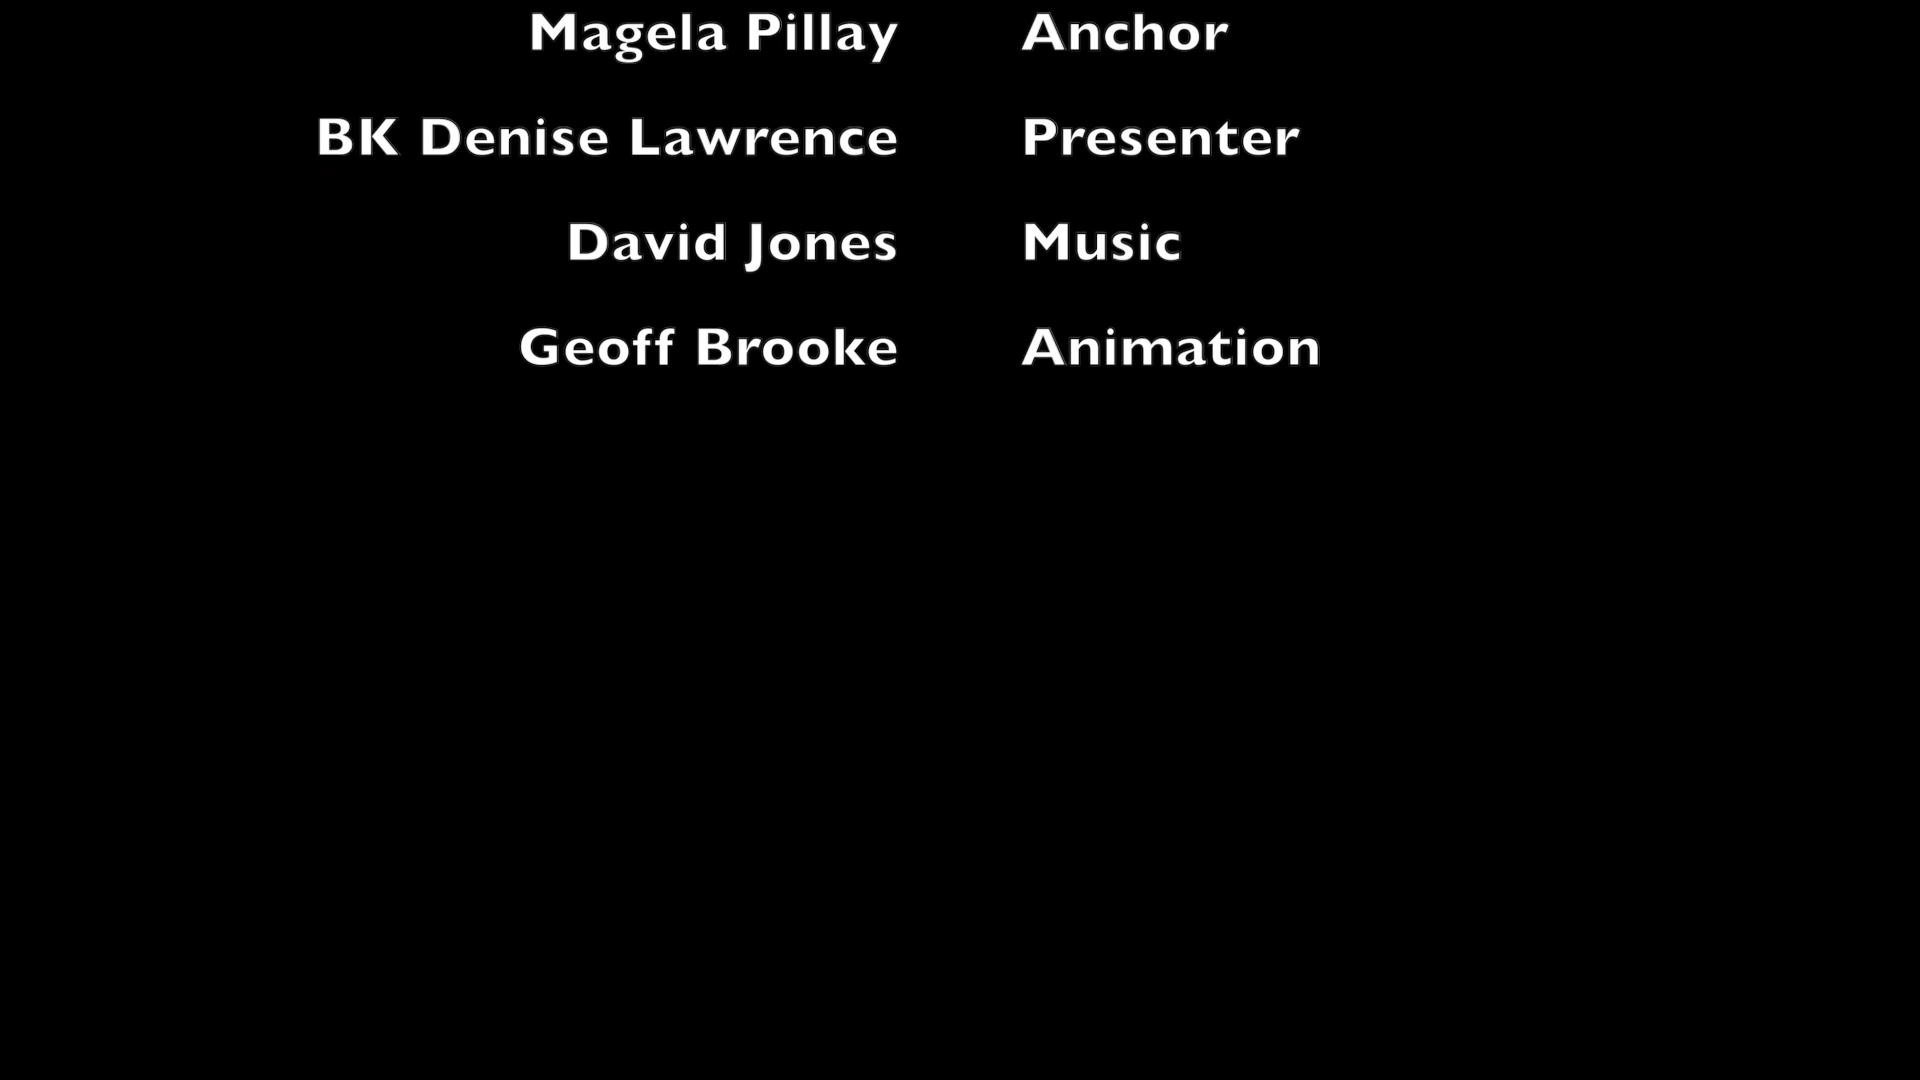 Magela Pillay Anchor
BK Denise Lawrence Presenter
David Jones Music
Geoff Brooke Animation